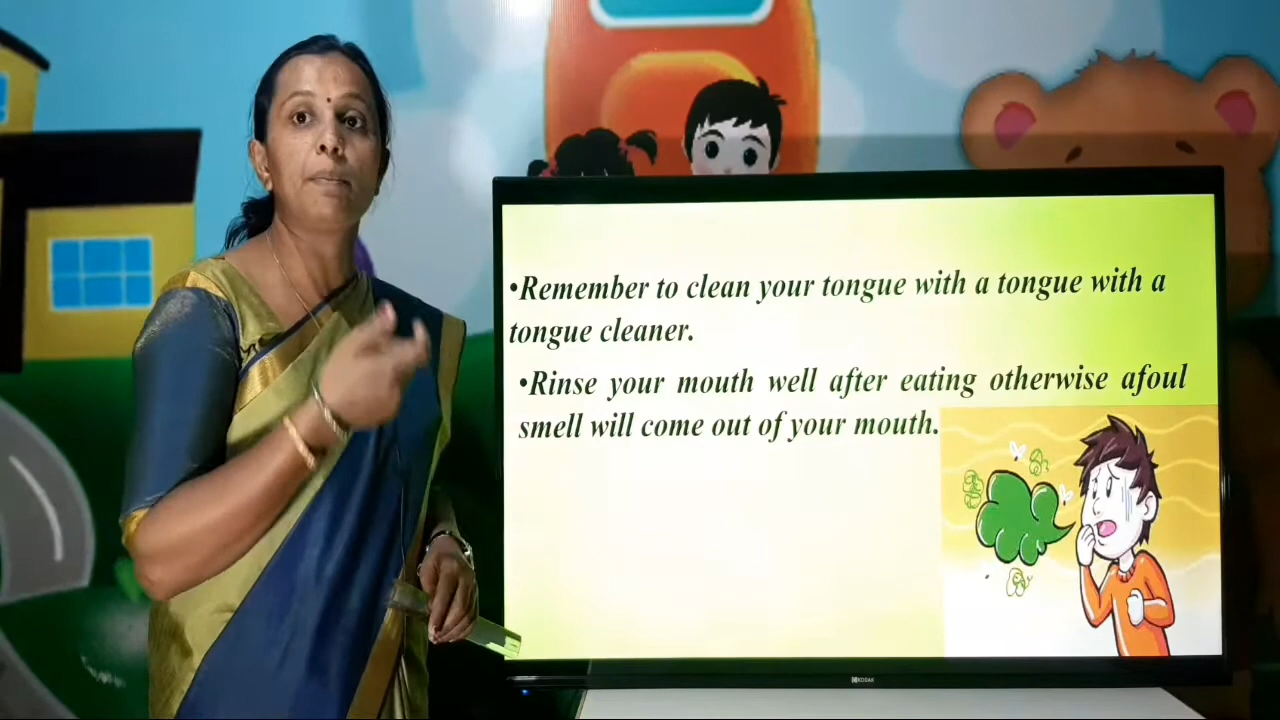 •Remember to clean your tongue with a tongue with a
tongue cleaner.
•Rinse your mouth well after eating otherwise afoul
smell will come out of your mouth.
KODAK